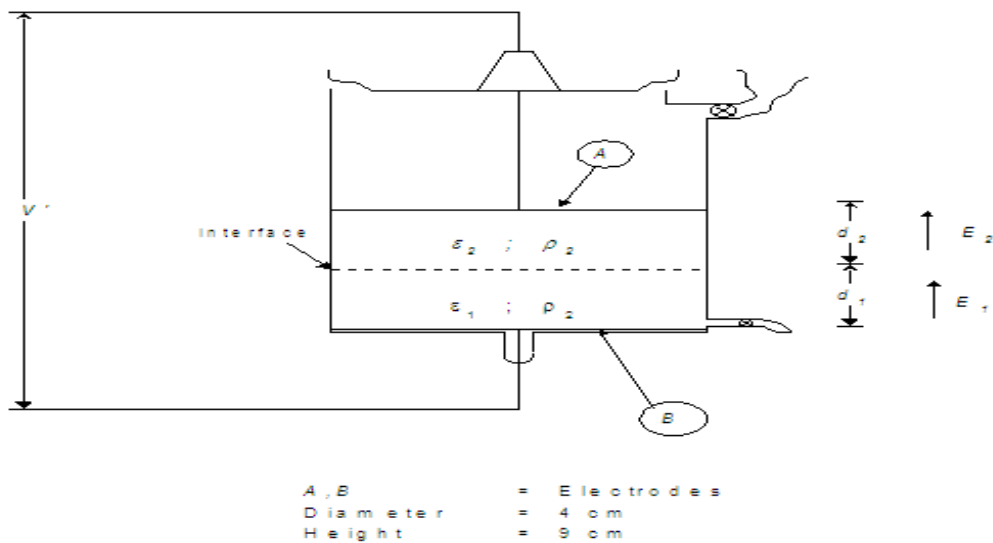 A
V'
Interface
ε₂ ; ρ₂
d₂
E₂
ε₁ ; ρ₂
d₁
E₁
B
A,B = Electrodes
Diameter = 4 cm
Height = 9 cm